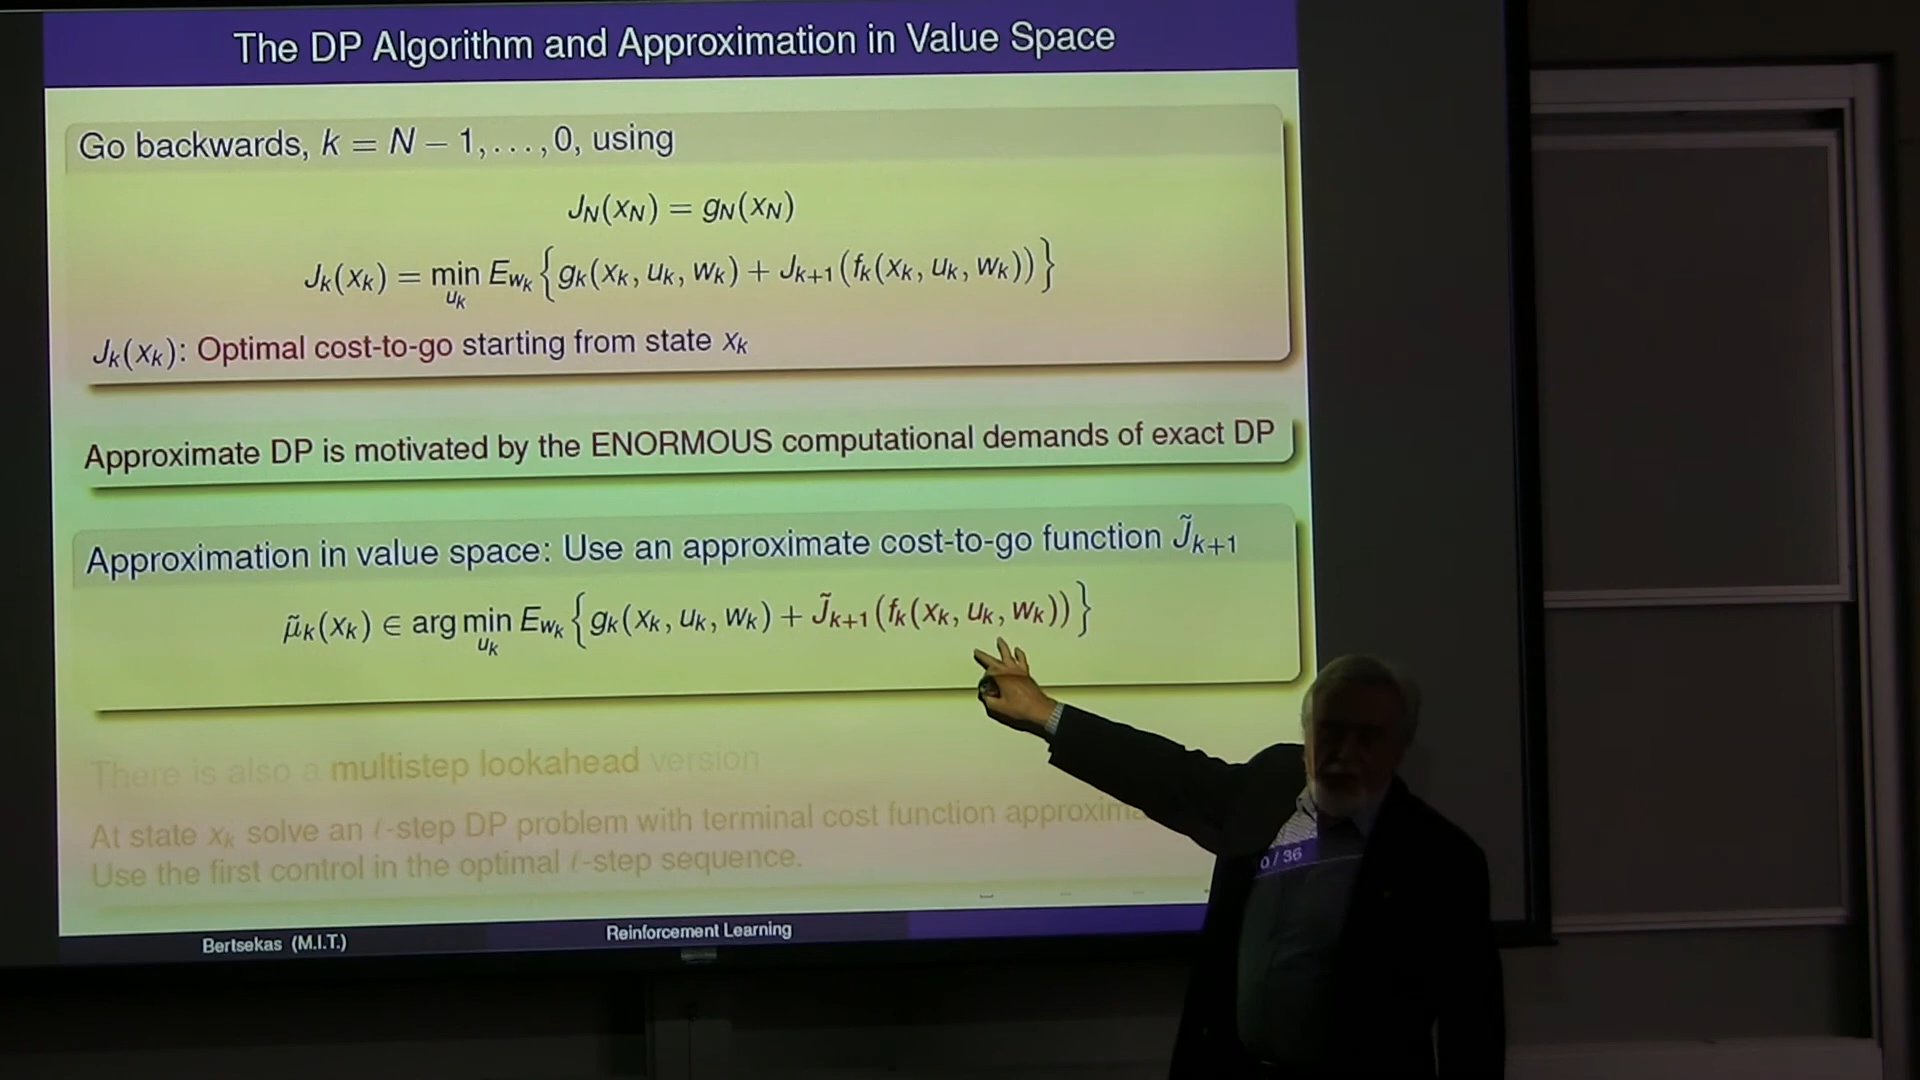 The DP Algorithm and Approximation in Value Space
Go backwards, k = N − 1, . . . , 0, using
J_N(x_N) = g_N(x_N)
J_k(x_k) = min_{u_k} E_{w_k} { g_k(x_k, u_k, w_k) + J_{k+1}(f_k(x_k, u_k, w_k)) }
J_k(x_k): Optimal cost-to-go starting from state x_k
Approximate DP is motivated by the ENORMOUS computational demands of exact DP
Approximation in value space: Use an approximate cost-to-go function J̃_{k+1}
μ̃_k(x_k) ∈ arg min_{u_k} E_{w_k} { g_k(x_k, u_k, w_k) + J̃_{k+1}(f_k(x_k, u_k, w_k)) }
There is also a multistep lookahead version
At state x_k solve an ℓ-step DP problem with terminal cost function
Use the first control in the optimal ℓ-step sequence.
Bertsekas (M.I.T.)
Reinforcement Learning
/ 36